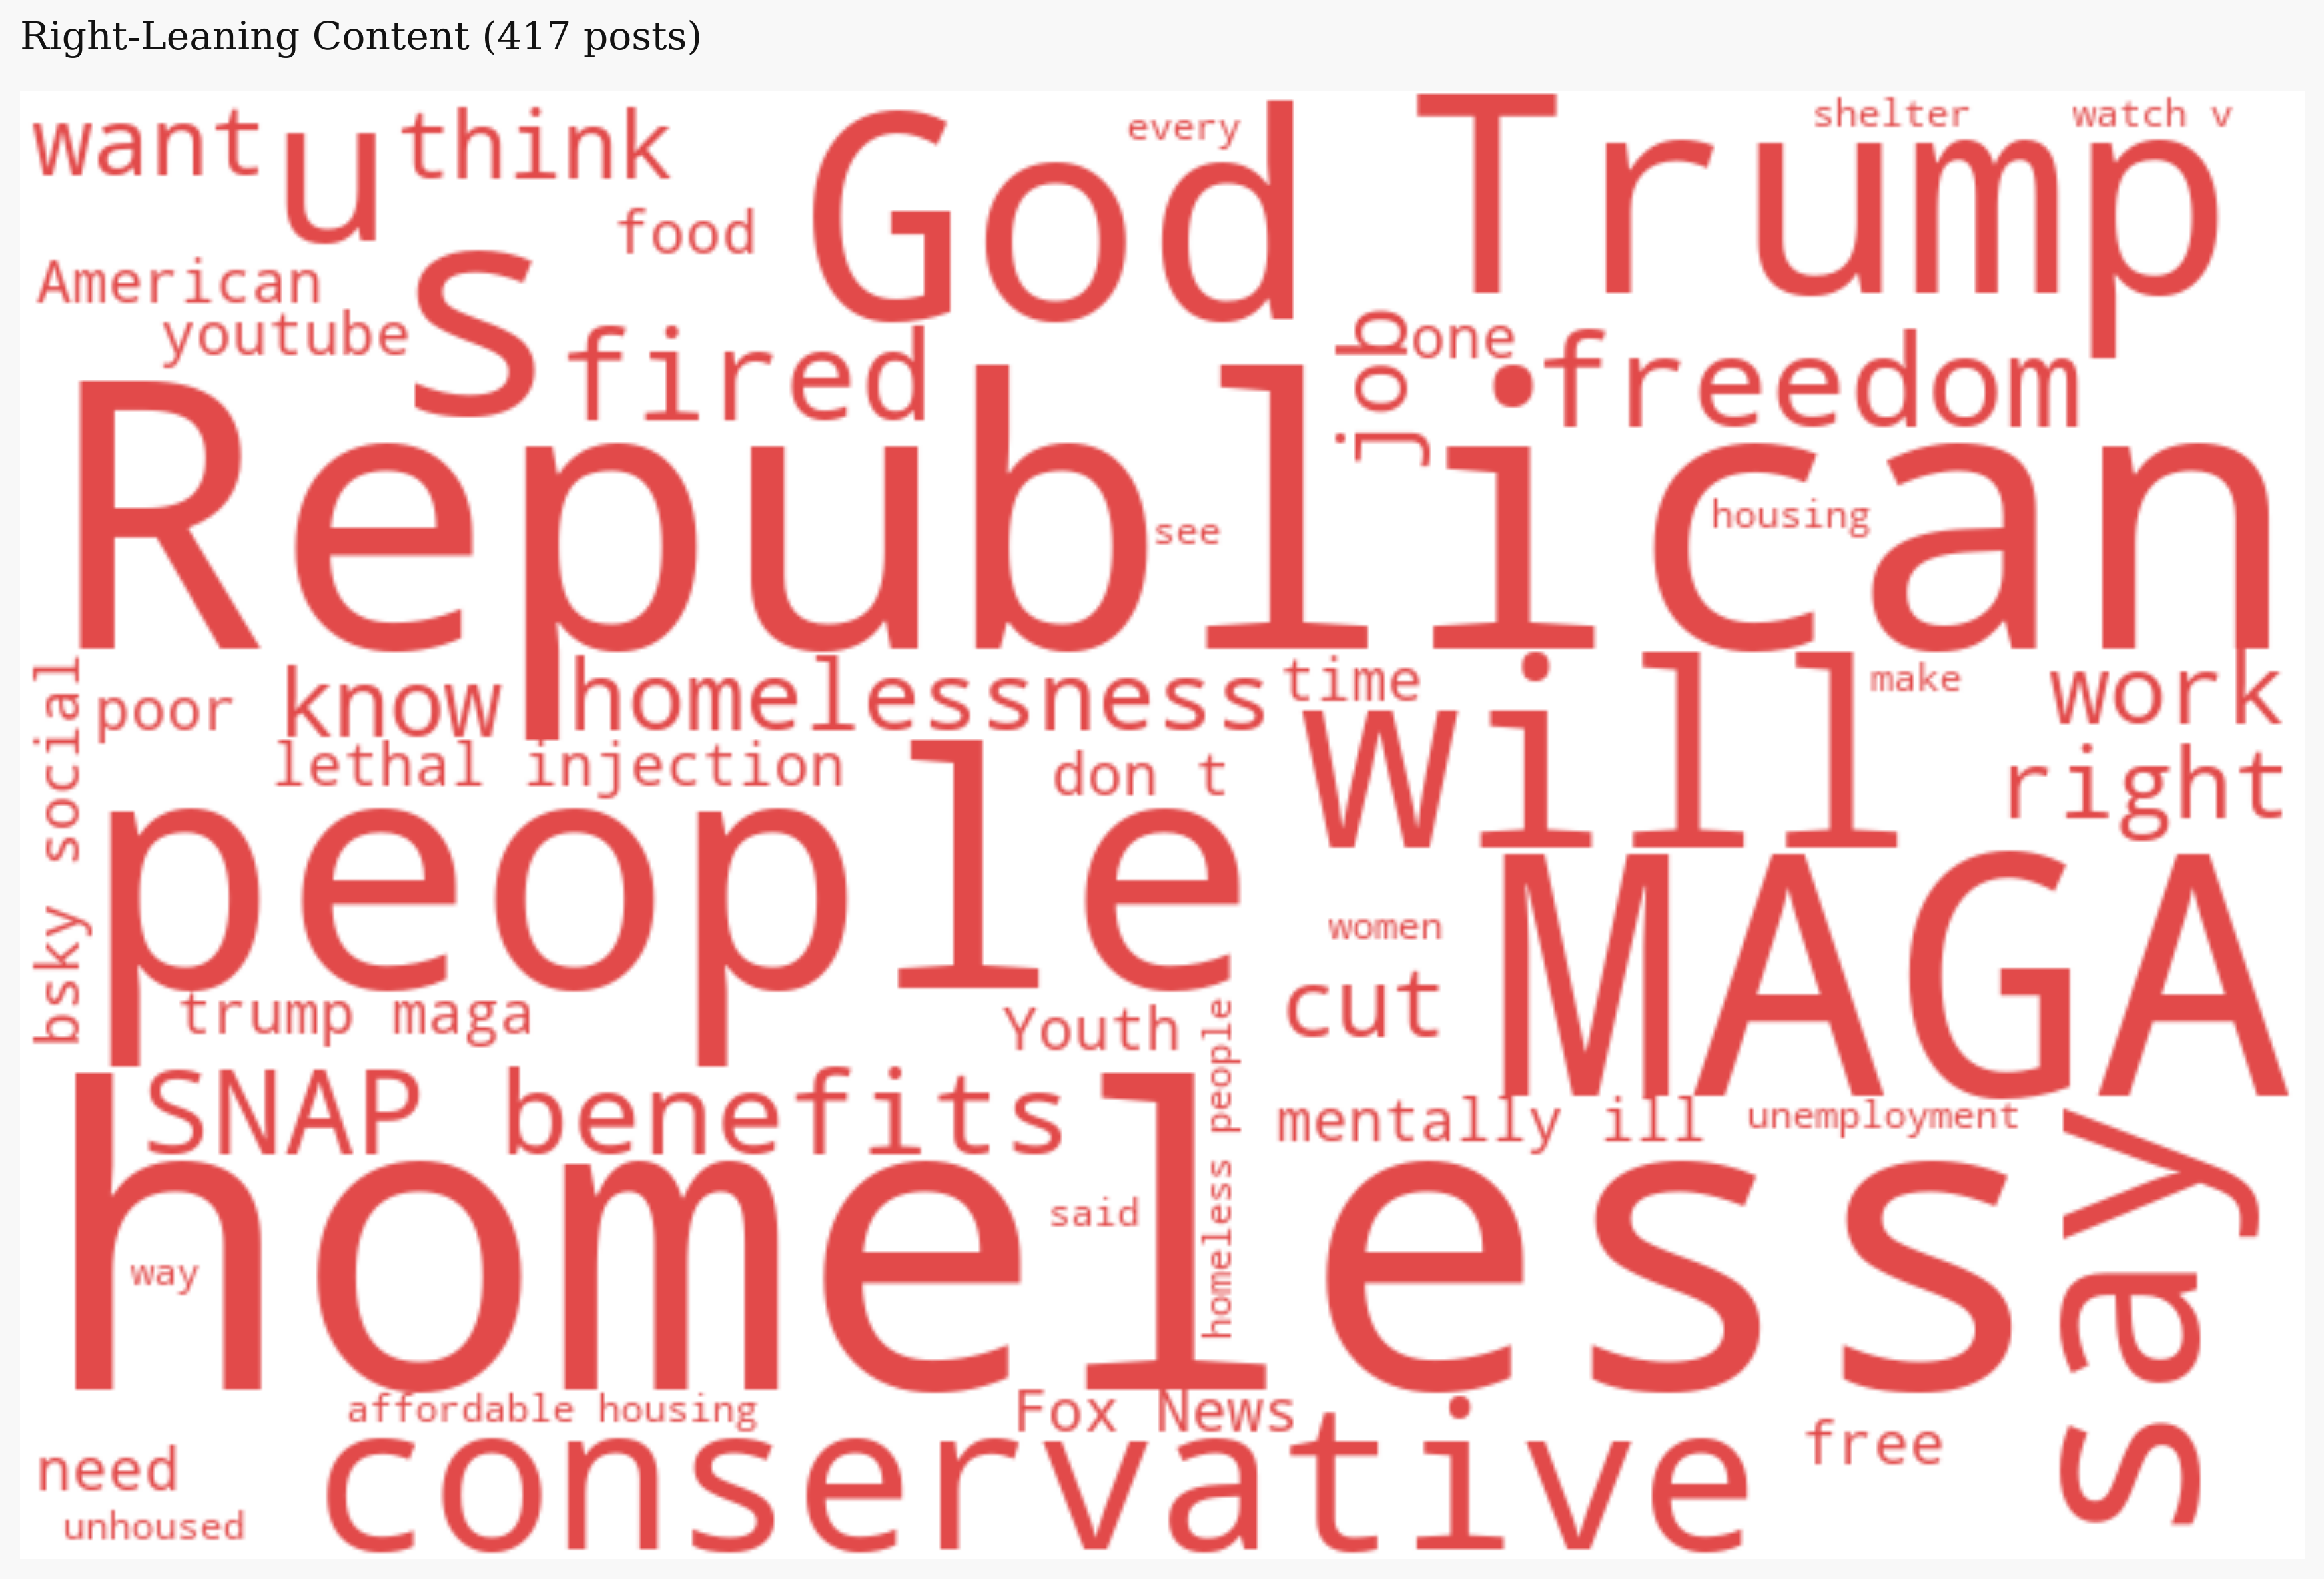 Right-Leaning Content (417 posts)
want u think God every Trump shelter watch v
food
American s
youtube fired job one freedom
Republican
see housing
poor know homelessness time will make work
bsky social
lethal injection don t right
people
women MAGA
cut
trump maga Youth
homeless people
SNAP benefits mentally ill unemployment
homeless say
said
way
affordable housing Fox News
need conservative free
unhoused